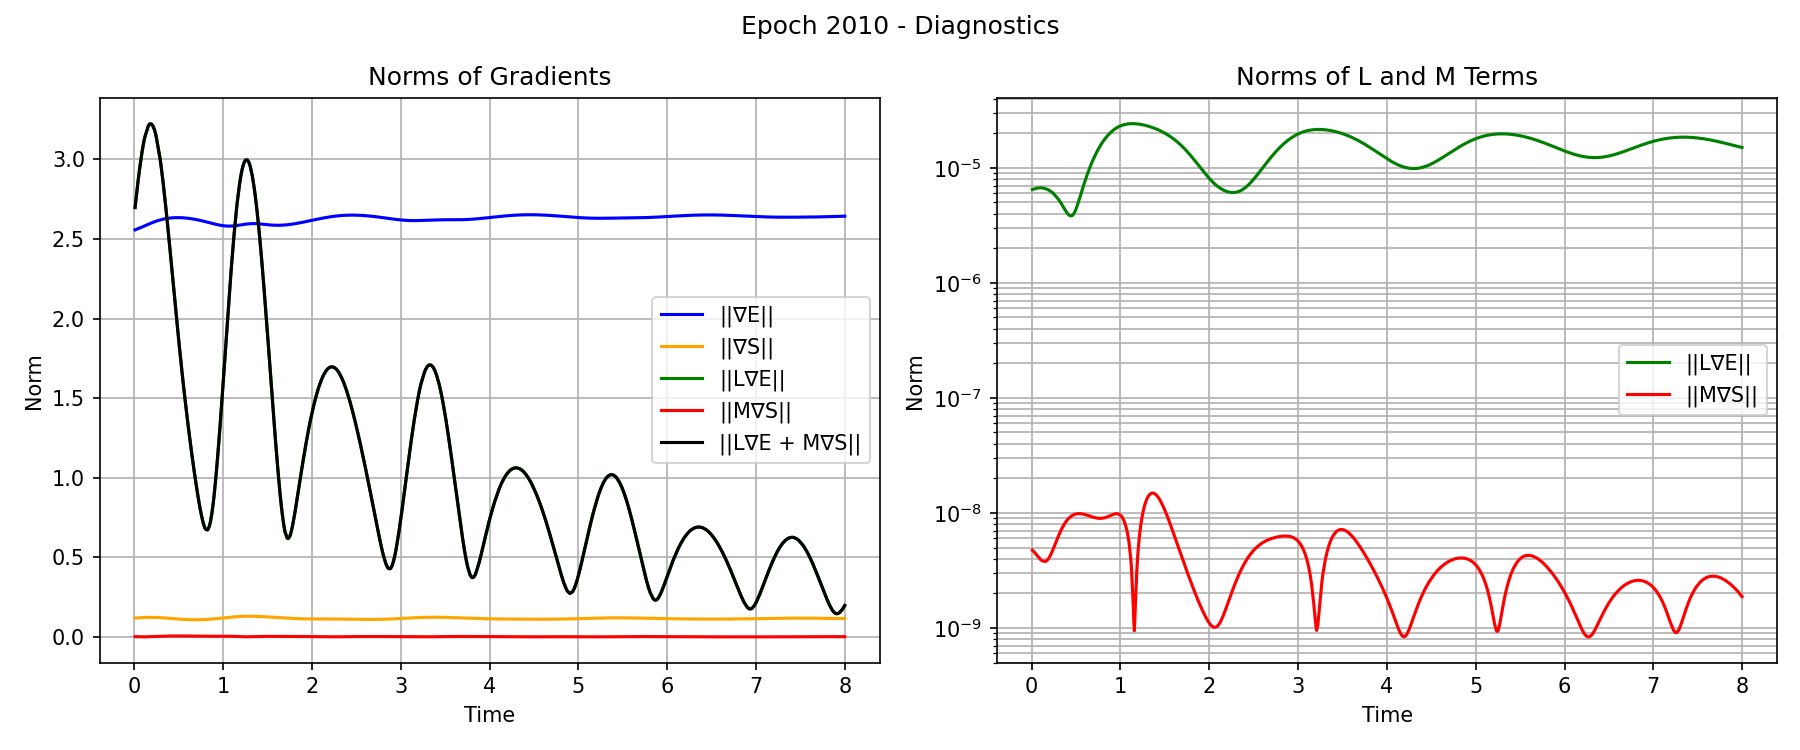 Epoch 2010 - Diagnostics
Norms of Gradients
Norm
3.0
2.5
2.0
1.5
1.0
0.5
0.0
0 1 2 3 4 5 6 7 8
Time
||∇E||
||∇S||
||L∇E||
||M∇S||
||L∇E + M∇S||
Norms of L and M Terms
Norm
10⁻⁵
10⁻⁶
10⁻⁷
10⁻⁸
10⁻⁹
0 1 2 3 4 5 6 7 8
Time
||L∇E||
||M∇S||